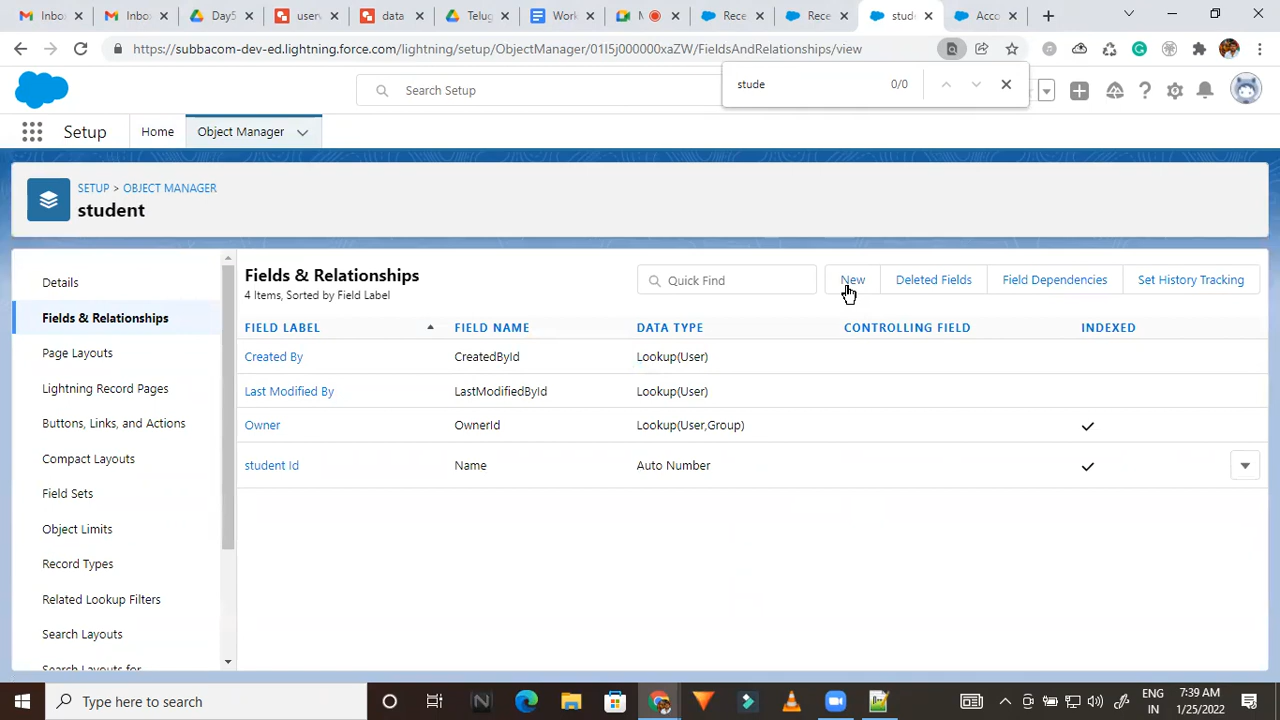 Inbox
Inbox
Day5
userv
data
Telug
Work
M
Rece
Rece
stude
Acco
https://subbacom-dev-ed.lightning.force.com/lightning/setup/ObjectManager/01I5j000000xaZW/FieldsAndRelationships/view
stude 0/0
Search Setup
Setup Home Object Manager
SETUP > OBJECT MANAGER
student
Details
Fields & Relationships
Page Layouts
Lightning Record Pages
Buttons, Links, and Actions
Compact Layouts
Field Sets
Object Limits
Record Types
Related Lookup Filters
Search Layouts
Search Layouts for
Fields & Relationships
4 Items, Sorted by Field Label
Quick Find New Deleted Fields Field Dependencies Set History Tracking
FIELD LABEL FIELD NAME DATA TYPE CONTROLLING FIELD INDEXED
Created By CreatedById Lookup(User)
Last Modified By LastModifiedById Lookup(User)
Owner OwnerId Lookup(User,Group)
student Id Name Auto Number
Type here to search
ENG
IN
7:39 AM
1/25/2022